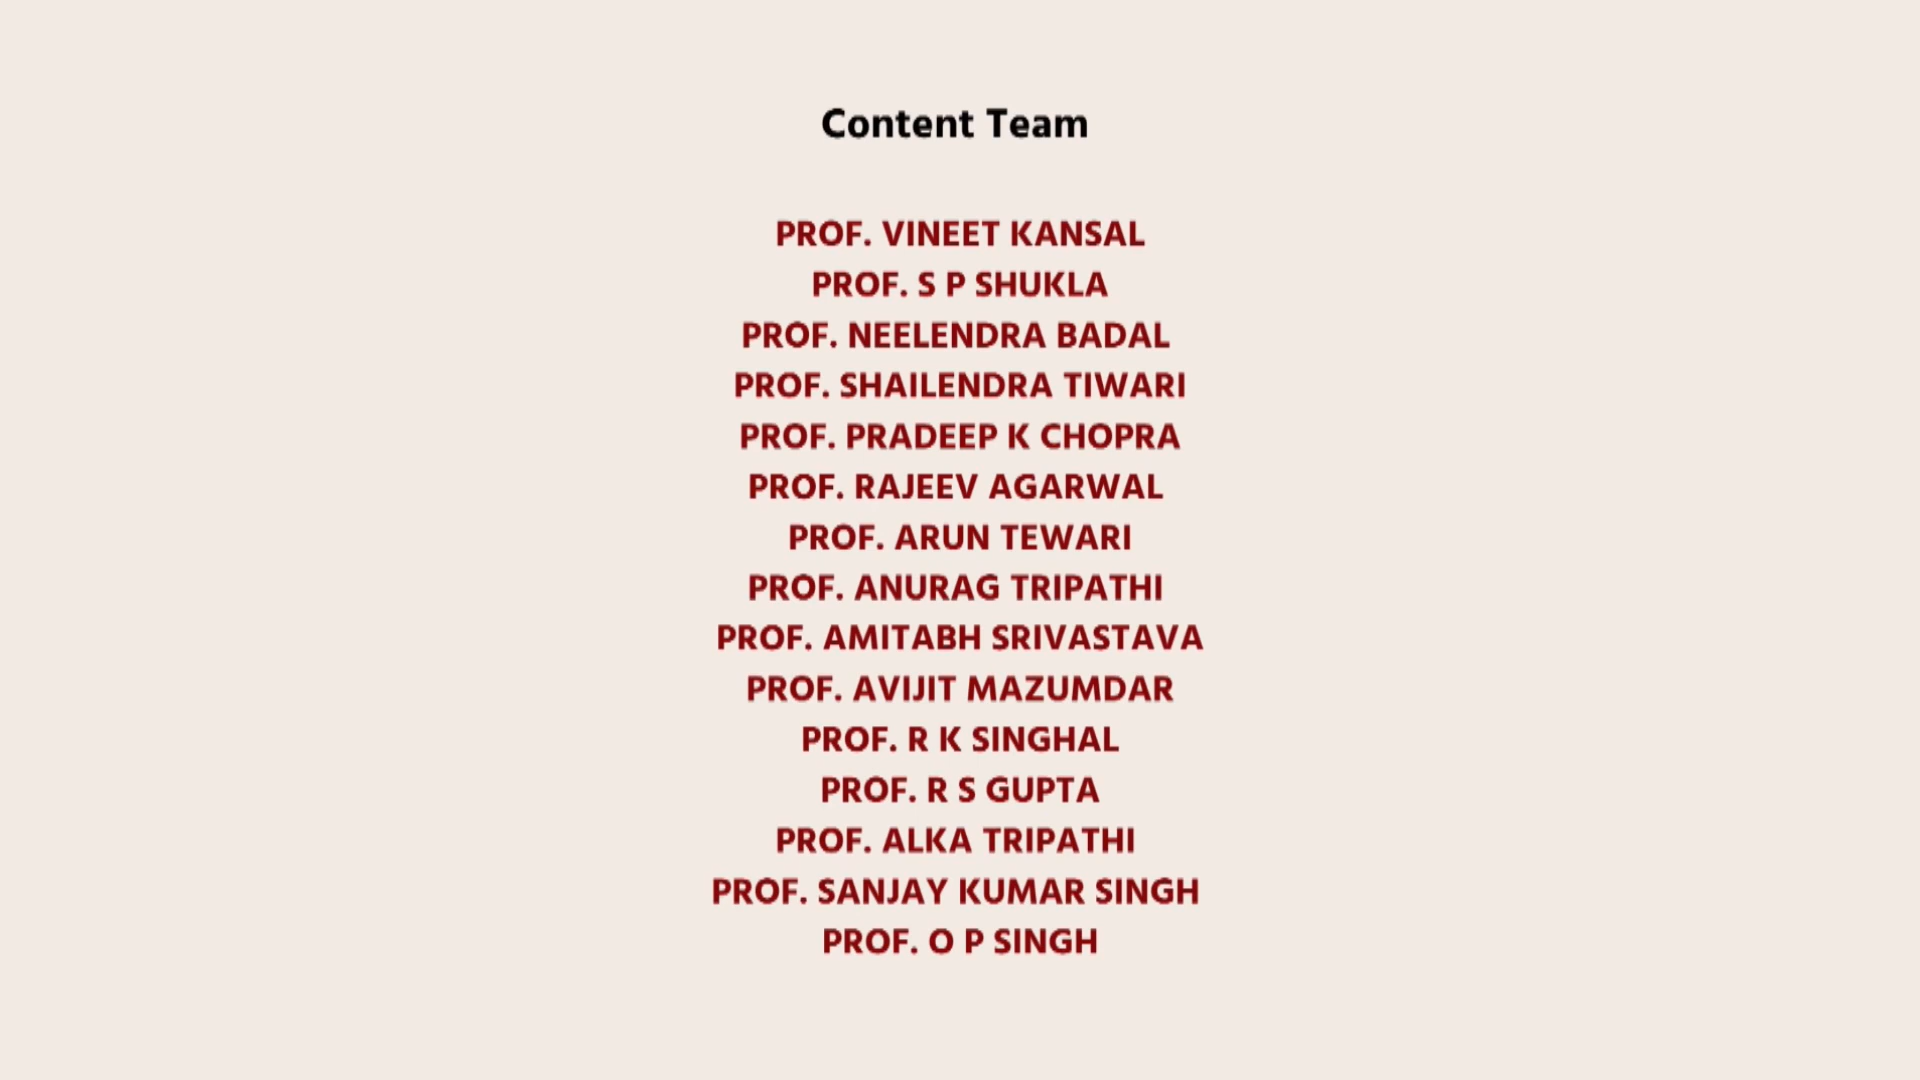 Content Team
PROF. VINEET KANSAL
PROF. S P SHUKLA
PROF. NEELENDRA BADAL
PROF. SHAILENDRA TIWARI
PROF. PRADEEP K CHOPRA
PROF. RAJEEV AGARWAL
PROF. ARUN TEWARI
PROF. ANURAG TRIPATHI
PROF. AMITABH SRIVASTAVA
PROF. AVIJIT MAZUMDAR
PROF. R K SINGHAL
PROF. R S GUPTA
PROF. ALKA TRIPATHI
PROF. SANJAY KUMAR SINGH
PROF. O P SINGH